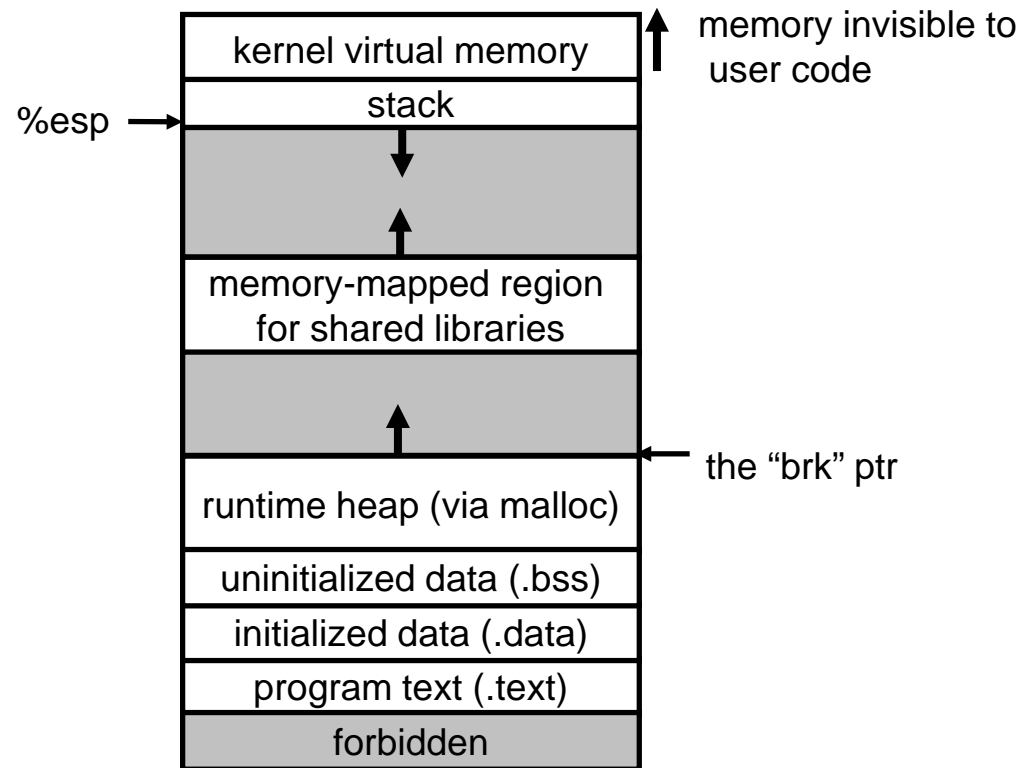 kernel virtual memory
memory invisible to
user code
stack
%esp
memory-mapped region
for shared libraries
the “brk” ptr
runtime heap (via malloc)
uninitialized data (.bss)
initialized data (.data)
program text (.text)
forbidden